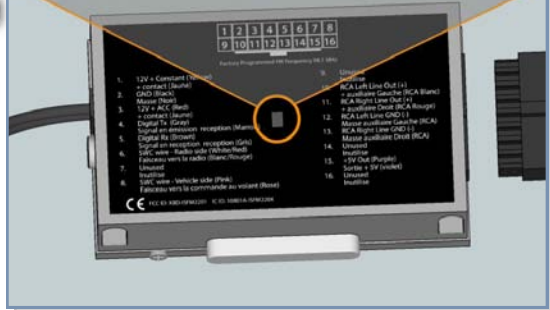 1 2 3 4 5 6 7 8
9 10 11 12 13 14 15 16
Factory Programmed FM Frequency 88.1 MHz
1. 12V + Constant (Yellow)
+ contact (Jaune)
2. GND (Black)
Masse (Noir)
3. 12V + ACC (Red)
+ contact (Jaune)
4. Digital Tx (Gray)
Signal en émission reception
5. Digital Rx (Brown)
Signal en reception reception (Gris)
6. SWC wire - Radio side (White/Red)
Faisceau vers la radio (Blanc/Rouge)
7. Unused
Inutilise
8. SWC wire - Vehicle side (Pink)
Faisceau vers la commande au volant (Rose)
CE FCC ID: IC ID:
9. Unused
Inutilise
10. RCA Left Line Out (+)
+ auxiliaire Gauche (RCA Blanc)
11. RCA Right Line Out (+)
+ auxiliaire Droit (RCA Rouge)
12. RCA Left Line GND (-)
Masse auxiliaire Gauche (RCA)
13. RCA Right Line GND (-)
Masse auxiliaire Droit (RCA)
14. Unused
Inutilise
15. +5V Out (Purple)
Sortie + 5V (violet)
16. Unused
Inutilise